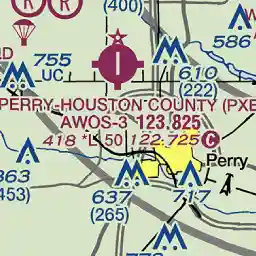 R R
(400)
586
755
UC
610
(222)
PERRY-HOUSTON COUNTY (PXE
AWOS-3 123.825
418 *L 50 122.725 C
Perry
863
453)
637
(265)
717